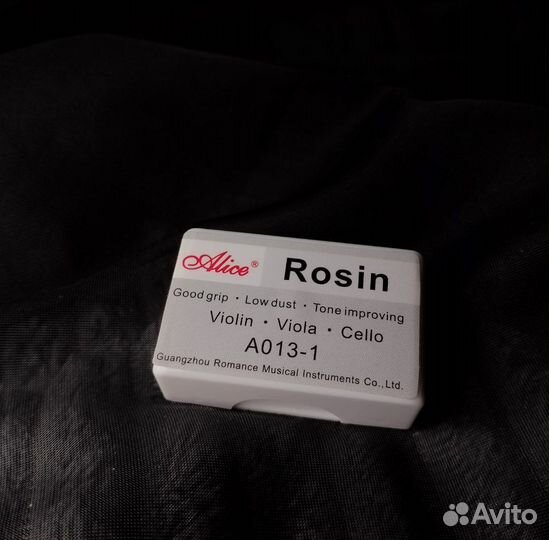 Alice® Rosin
Good grip · Low dust · Tone improving
Violin · Viola · Cello
A013-1
Guangzhou Romance Musical Instruments Co., Ltd.
Avito